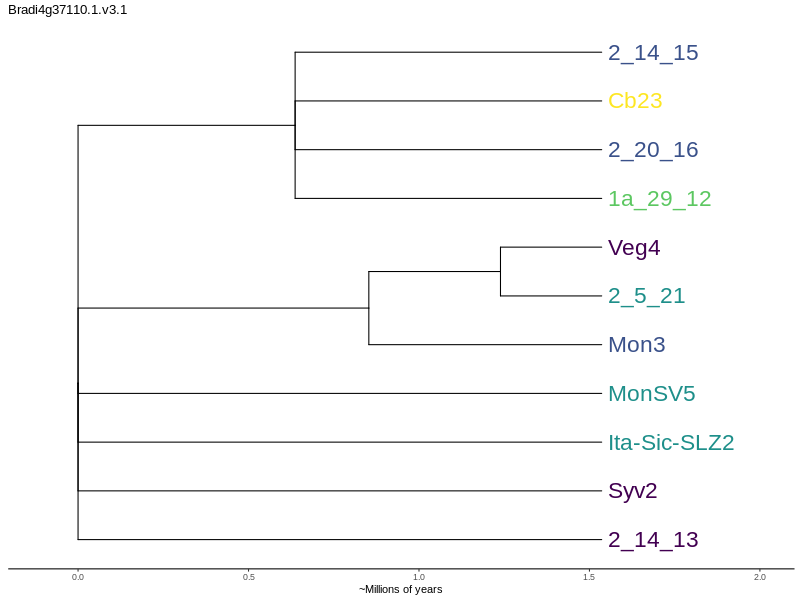 Bradi4g37110.1.v3.1
2_14_15
Cb23
2_20_16
1a_29_12
Veg4
2_5_21
Mon3
MonSV5
Ita-Sic-SLZ2
Syv2
2_14_13
0.0 0.5 1.0 1.5 2.0
~Millions of years